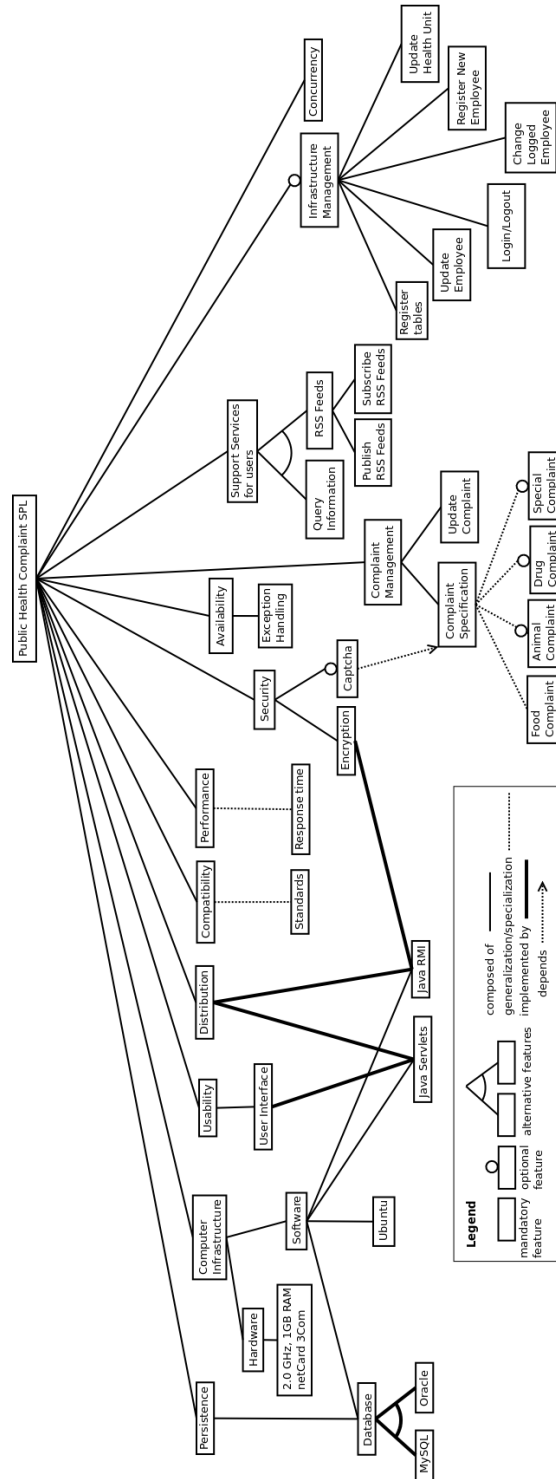 Public Health Complaint SPL
Persistence
Computer
Infrastructure
Usability
Distribution
Compatibility
Performance
Security
Availability
Complaint
Management
Support Services
for users
Infrastructure
Management
Concurrency
Hardware
2.0 GHz, 1GB RAM
netCard 3Com
Software
User Interface
Standards
Response time
Encryption
Captcha
Exception
Handling
Query
Information
RSS Feeds
Publish
RSS Feeds
Subscribe
RSS Feeds
Register
tables
Update
Employee
Login/Logout
Change
Logged
Employee
Register New
Employee
Update
Health Unit
Database
MySQL
Oracle
Ubuntu
Java Servlets
Java RMI
Complaint
Specification
Update
Complaint
Food
Complaint
Animal
Complaint
Drug
Complaint
Special
Complaint
Legend
mandatory
feature
optional
feature
alternative features
composed of
generalization/specialization
implemented by
depends